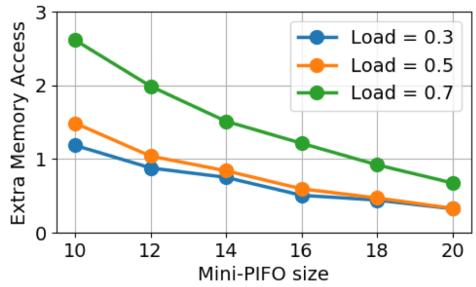 3
Load = 0.3
Load = 0.5
Load = 0.7
2
1
0
Extra Memory Access
10 12 14 16 18 20
Mini-PIFO size